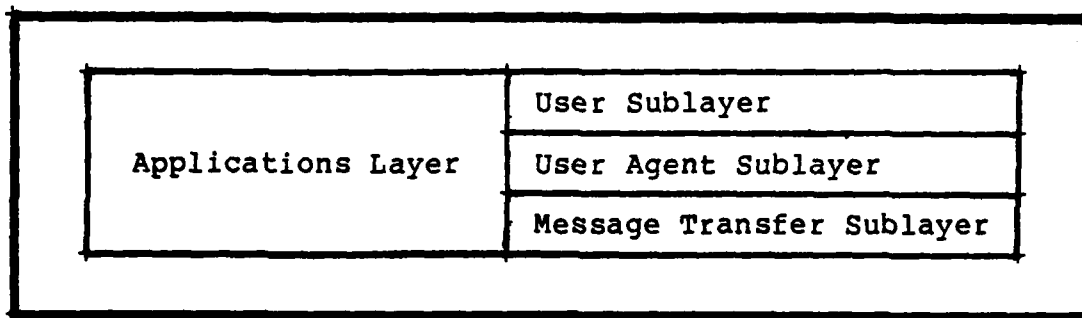 User Sublayer
Applications Layer
User Agent Sublayer
Message Transfer Sublayer